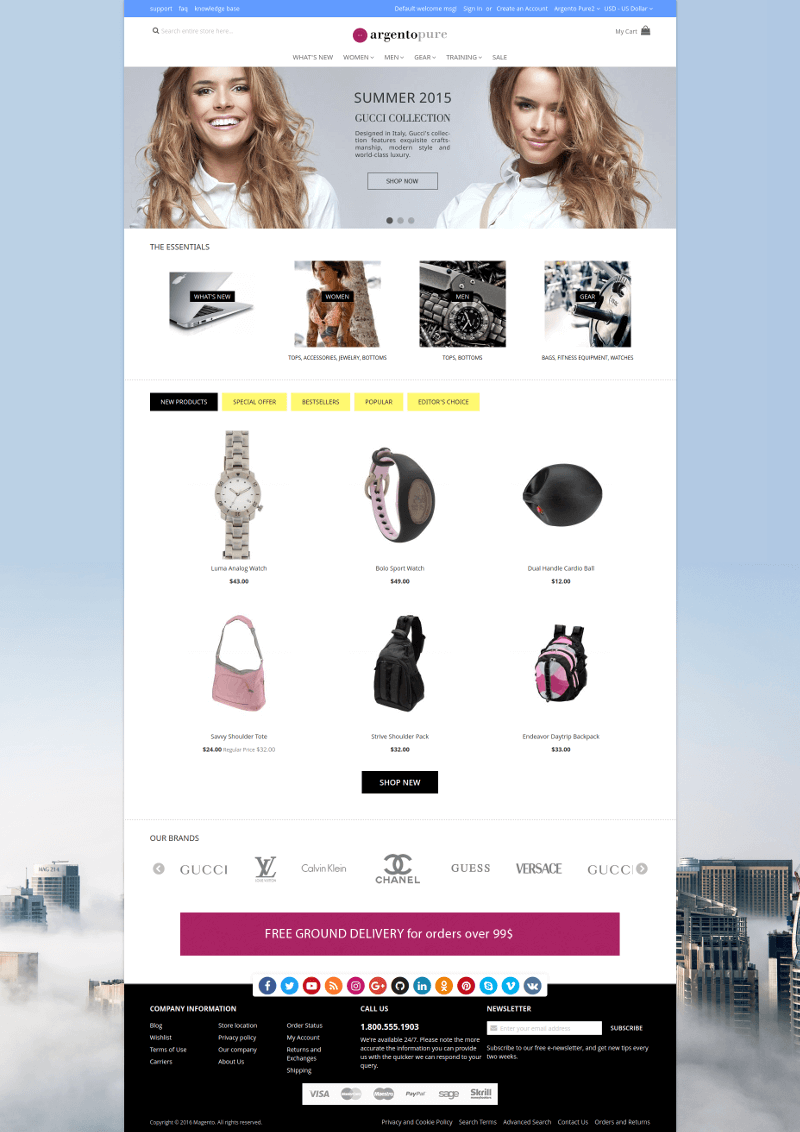 support faq knowledge base
Default welcome msg! Sign In or Create an Account Argento Pure2 USD - US Dollar
Search entire store here...
argentopure
My Cart
WHAT'S NEW WOMEN MEN GEAR TRAINING SALE
SUMMER 2015
GUCCI COLLECTION
Designed in Italy, Gucci's collec-
tion features exquisite crafts-
manship, modern style and
world-class luxury.
SHOP NOW
THE ESSENTIALS
WHAT'S NEW
WOMEN
MEN
GEAR
TOPS, ACCESSORIES, JEWELRY, BOTTOMS
TOPS, BOTTOMS
BAGS, FITNESS EQUIPMENT, WATCHES
NEW PRODUCTS SPECIAL OFFER BESTSELLERS POPULAR EDITOR'S CHOICE
Luma Analog Watch
$43.00
Bolo Sport Watch
$49.00
Dual Handle Cardio Ball
$12.00
Savvy Shoulder Tote
$24.00 Regular Price $32.00
Strive Shoulder Pack
$32.00
Endeavor Daytrip Backpack
$33.00
SHOP NEW
OUR BRANDS
GUCCI
LOUIS VUITTON
Calvin Klein
CHANEL
GUESS
VERSACE
GUCCI
FREE GROUND DELIVERY for orders over 99$
COMPANY INFORMATION
Blog
Wishlist
Terms of Use
Carriers
Store location
Privacy policy
Our company
About Us
Order Status
My Account
Returns and
Exchanges
Shipping
CALL US
1.800.555.1903
We're available 24/7. Please note the more
accurate the information you can provide
us with the quicker we can respond to your
query.
NEWSLETTER
Enter your email address
SUBSCRIBE
Subscribe to our free e-newsletter, and get new tips every
two weeks.
VISA MasterCard Maestro PayPal sage Skrill
Copyright © 2016 Magento. All rights reserved.
Privacy and Cookie Policy Search Terms Advanced Search Contact Us Orders and Returns